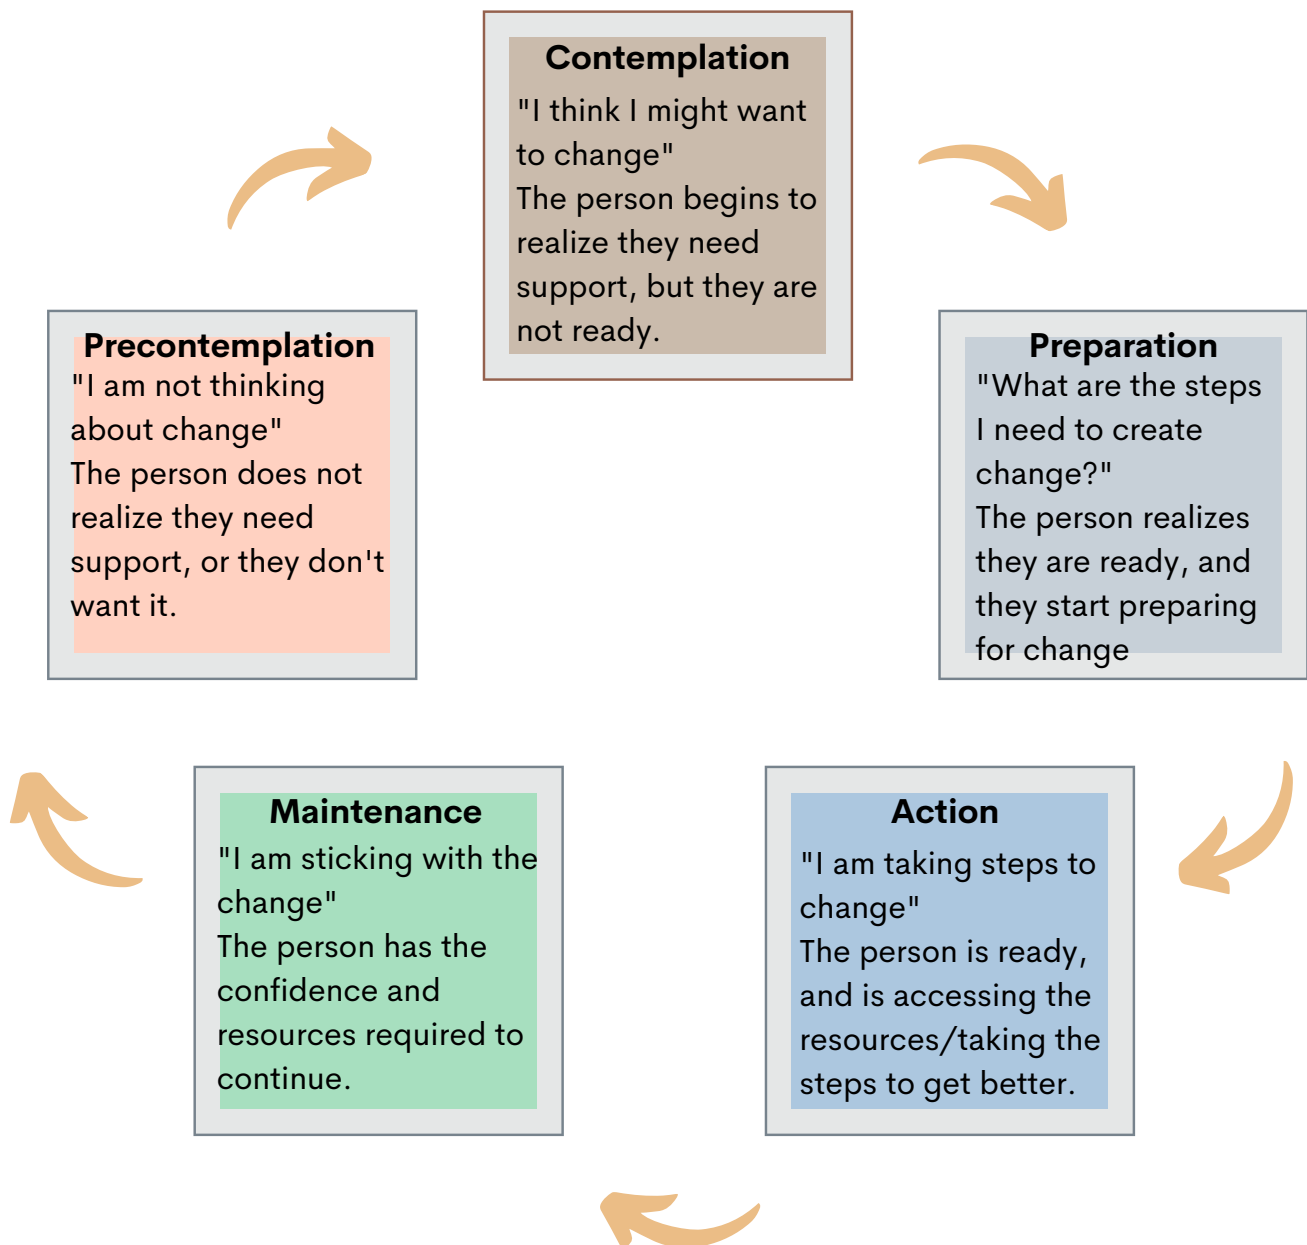 Contemplation
"I think I might want
to change"
The person begins to
realize they need
support, but they are
not ready.
Precontemplation
"I am not thinking
about change"
The person does not
realize they need
support, or they don't
want it.
Preparation
"What are the steps
I need to create
change?"
The person realizes
they are ready, and
they start preparing
for change
Maintenance
"I am sticking with the
change"
The person has the
confidence and
resources required to
continue.
Action
"I am taking steps to
change"
The person is ready,
and is accessing the
resources/taking the
steps to get better.